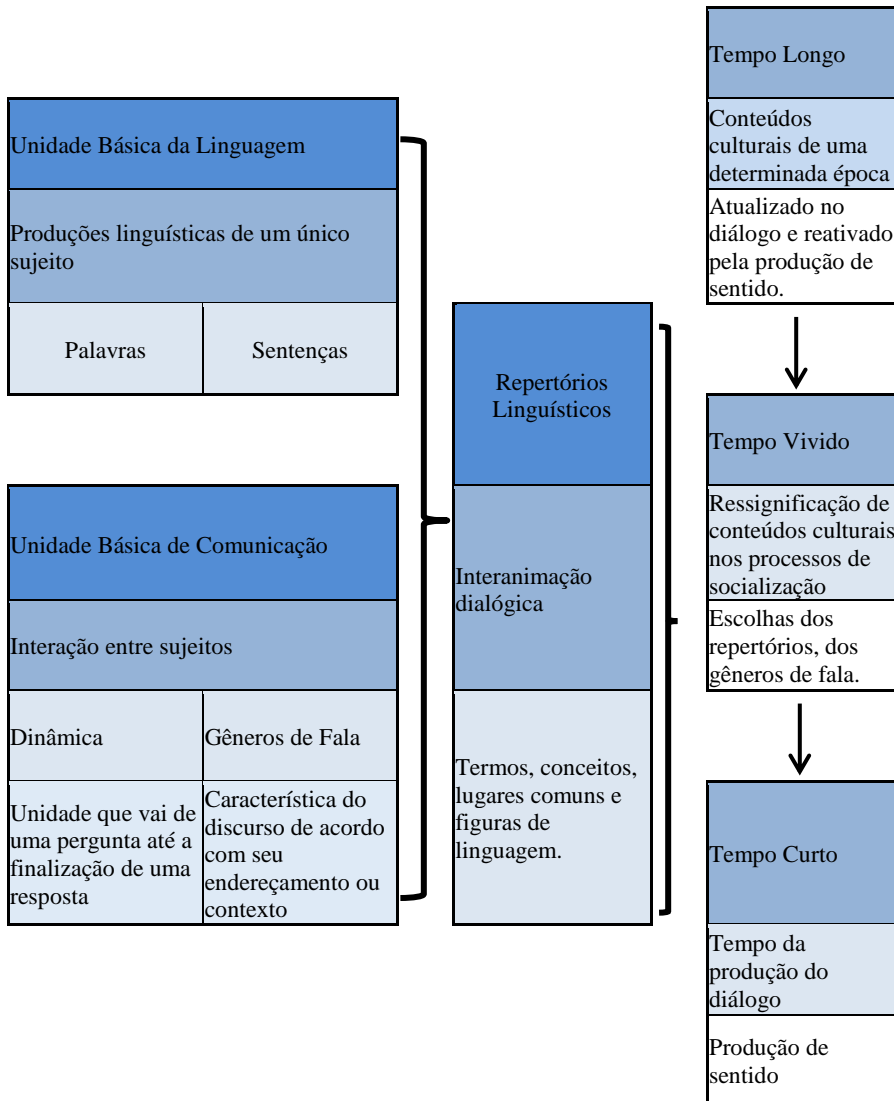 Unidade Básica da Linguagem
Produções linguísticas de um único
sujeito
Palavras
Sentenças
Unidade Básica de Comunicação
Interação entre sujeitos
Dinâmica
Gêneros de Fala
Unidade que vai de
uma pergunta até a
finalização de uma
resposta
Característica do
discurso de acordo
com seu
endereçamento ou
contexto
Repertórios
Linguísticos
Interanimação
dialógica
Termos, conceitos,
lugares comuns e
figuras de
linguagem.
Tempo Longo
Conteúdos
culturais de uma
determinada época
Atualizado no
diálogo e reativado
pela produção de
sentido.
Tempo Vivido
Ressignificação de
conteúdos culturais
nos processos de
socialização
Escolhas dos
repertórios, dos
gêneros de fala.
Tempo Curto
Tempo da
produção do
diálogo
Produção de
sentido